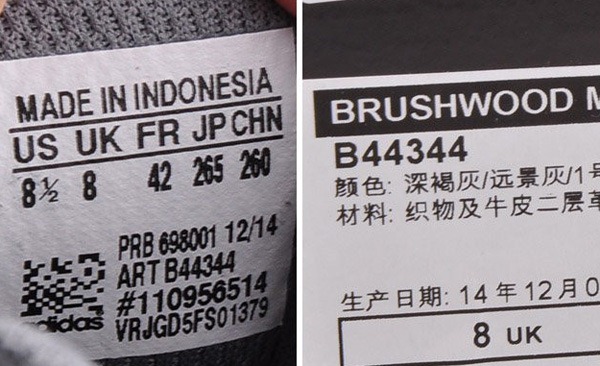 MADE IN INDONESIA
US UK FR JP CHN
8½ 8 42 265 260
PRB 698001 12/14
ART B44344
#110956514
VRJGD5FS01379
adidas
BRUSHWOOD M
B44344
颜色: 深褐灰/远景灰/1号
材料: 织物及牛皮二层革
生产日期: 14 年 12 月 0
8 UK